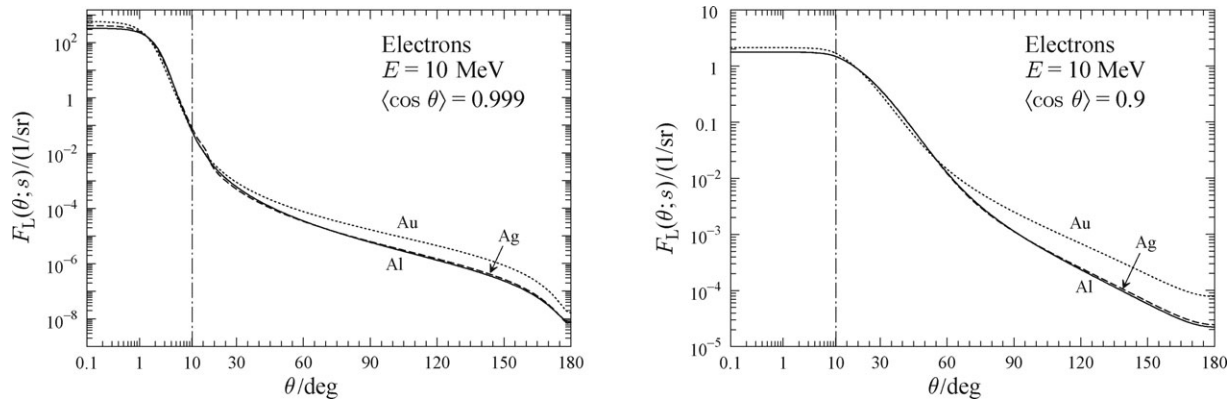 Electrons
E = 10 MeV
⟨cos θ⟩ = 0.999
10²
1
10⁻²
10⁻⁴
10⁻⁶
10⁻⁸
F_L(θ; s)/(1/sr)
Au
Ag
Al
0.1 1 10 30 60 90 120 150 180
θ/deg
Electrons
E = 10 MeV
⟨cos θ⟩ = 0.9
10
1
0.1
10⁻²
10⁻³
10⁻⁴
10⁻⁵
F_L(θ; s)/(1/sr)
Au
Ag
Al
0.1 1 10 30 60 90 120 150 180
θ/deg